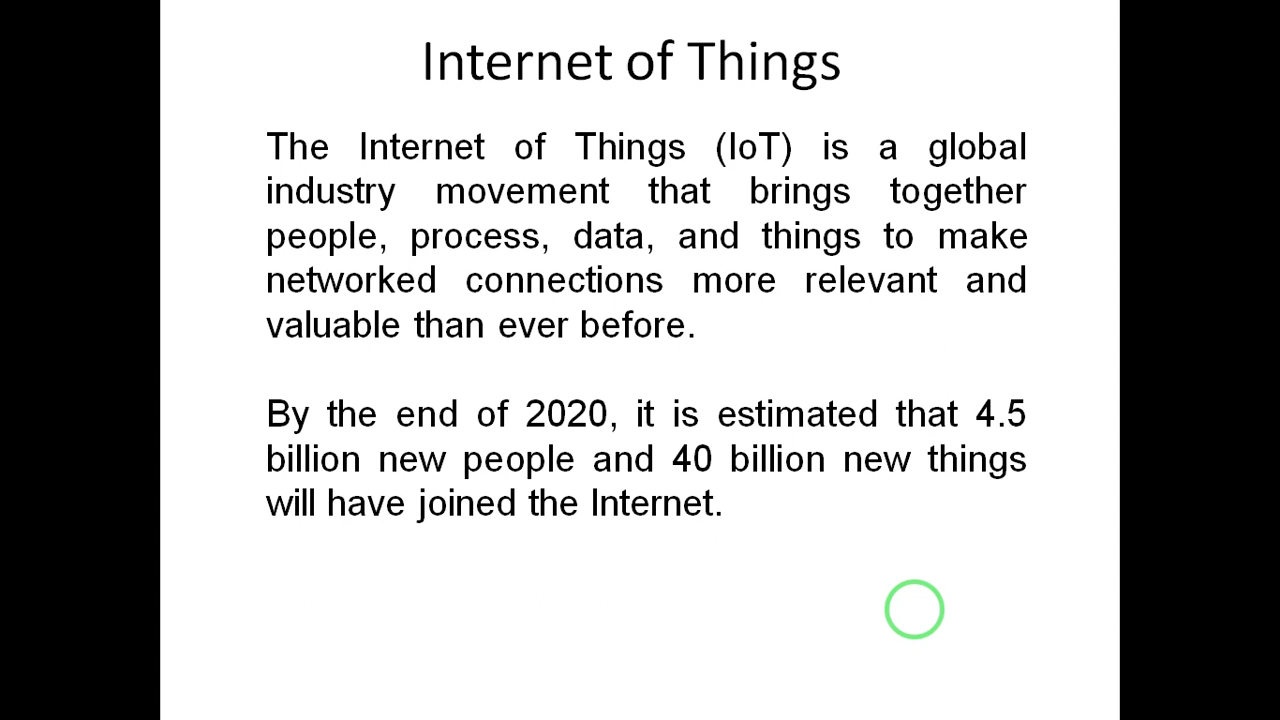 Internet of Things
The Internet of Things (IoT) is a global
industry movement that brings together
people, process, data, and things to make
networked connections more relevant and
valuable than ever before.
By the end of 2020, it is estimated that 4.5
billion new people and 40 billion new things
will have joined the Internet.